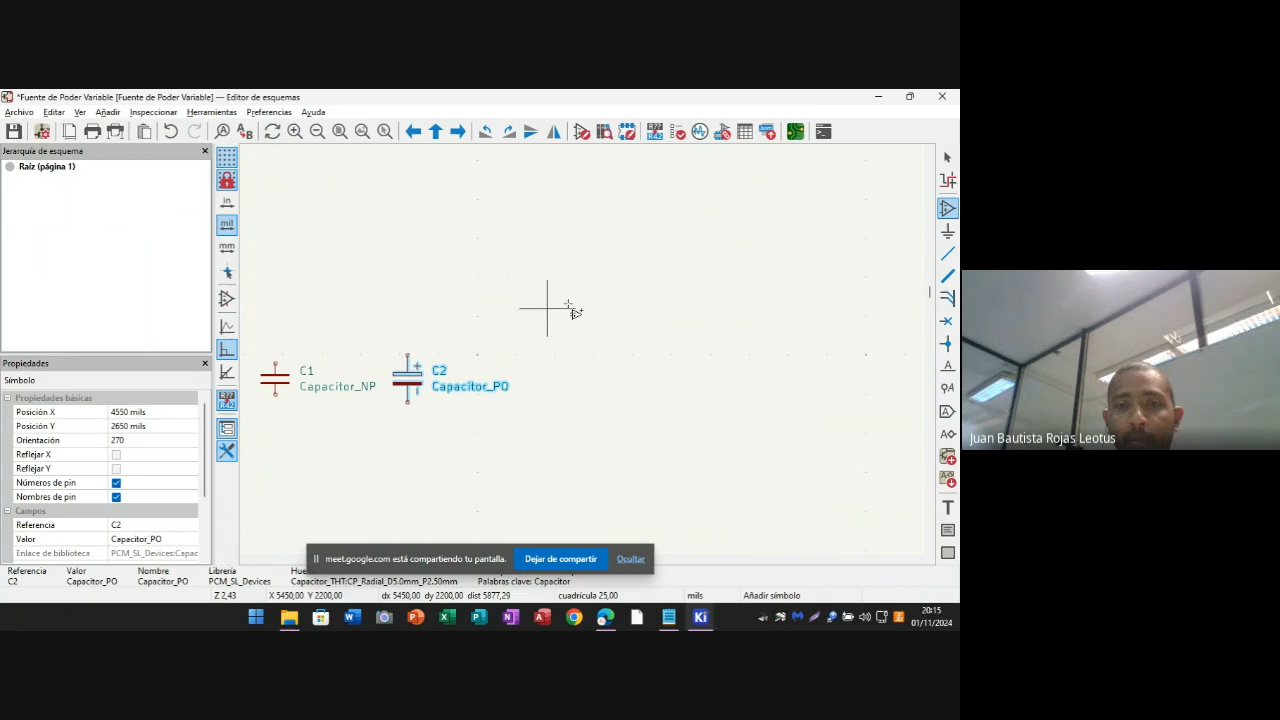 *Fuente de Poder Variable [Fuente de Poder Variable] — Editor de esquemas
Archivo Editar Ver Añadir Inspeccionar Herramientas Preferencias Ayuda
Jerarquía de esquema
Raíz (página 1)
in
mil
mm
C1
Capacitor_NP
C2
Capacitor_PO
Propiedades
Símbolo
Propiedades básicas
Posición X 4550 mils
Posición Y 2650 mils
Orientación 270
Reflejar X
Reflejar Y
Números de pin
Nombres de pin
Campos
Referencia C2
Valor Capacitor_PO
Enlace de biblioteca PCM_SL_Devices:Capac
Juan Bautista Rojas Leotus
meet.google.com está compartiendo tu pantalla. Dejar de compartir Ocultar
Referencia Valor Nombre Librería Hue
C2 Capacitor_PO Capacitor_PO PCM_SL_Devices Capacitor_THT:CP_Radial_D5.0mm_P2.50mm Palabras clave: Capacitor
Z 2,43 X 5450,00 Y 2200,00 dx 5450,00 dy 2200,00 dist 5877,29 cuadrícula 25,00 mils Añadir símbolo
Ki
20:15
01/11/2024